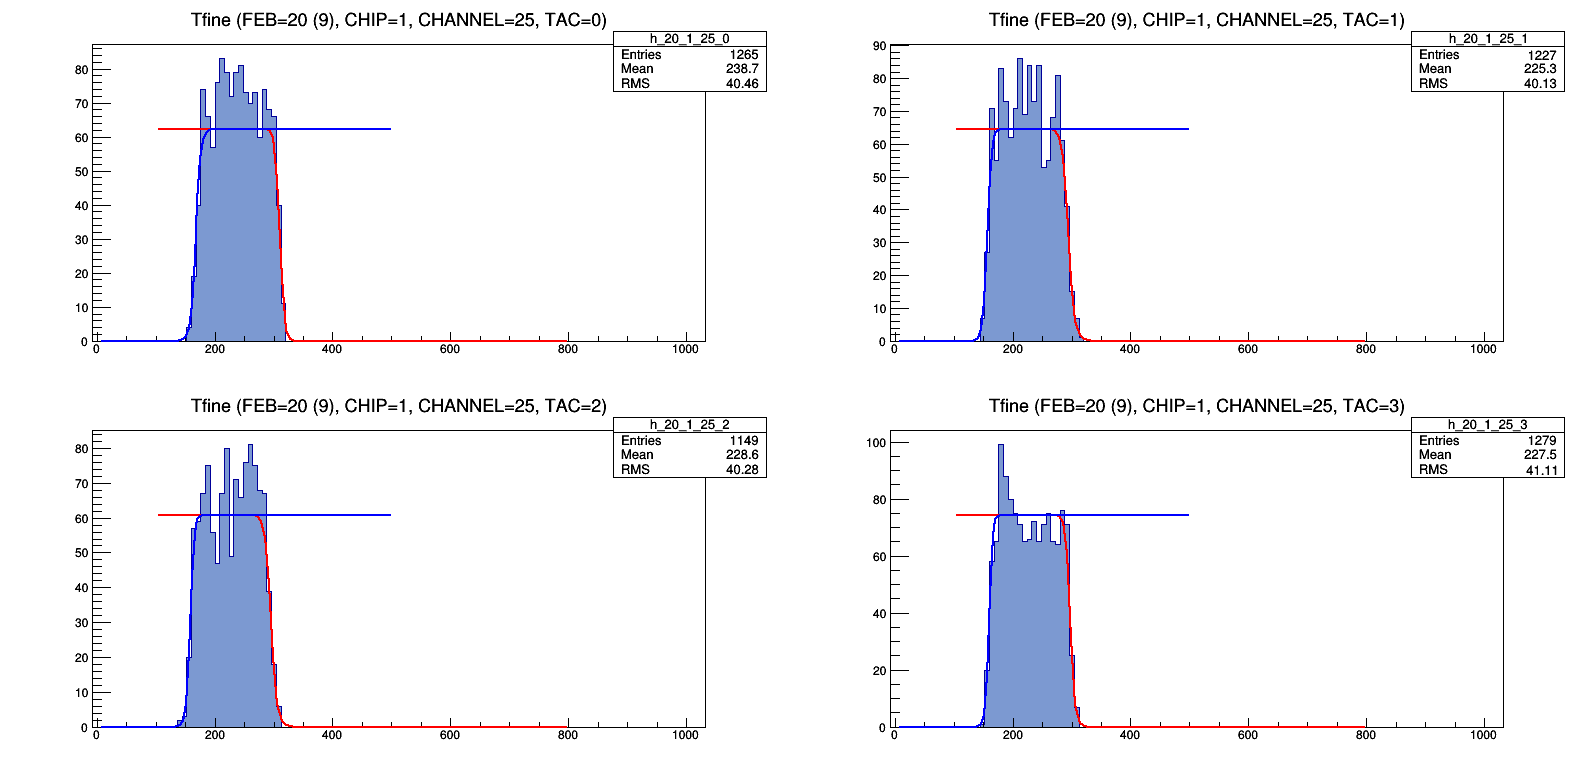 Tfine (FEB=20 (9), CHIP=1, CHANNEL=25, TAC=0)
h_20_1_25_0
Entries 1265
Mean 238.7
RMS 40.46
80
70
60
50
40
30
20
10
0
0 200 400 600 800 1000
Tfine (FEB=20 (9), CHIP=1, CHANNEL=25, TAC=1)
h_20_1_25_1
Entries 1227
Mean 225.3
RMS 40.13
90
80
70
60
50
40
30
20
10
0
0 200 400 600 800 1000
Tfine (FEB=20 (9), CHIP=1, CHANNEL=25, TAC=2)
h_20_1_25_2
Entries 1149
Mean 228.6
RMS 40.28
80
70
60
50
40
30
20
10
0
0 200 400 600 800 1000
Tfine (FEB=20 (9), CHIP=1, CHANNEL=25, TAC=3)
h_20_1_25_3
Entries 1279
Mean 227.5
RMS 41.11
100
80
60
40
20
0
0 200 400 600 800 1000